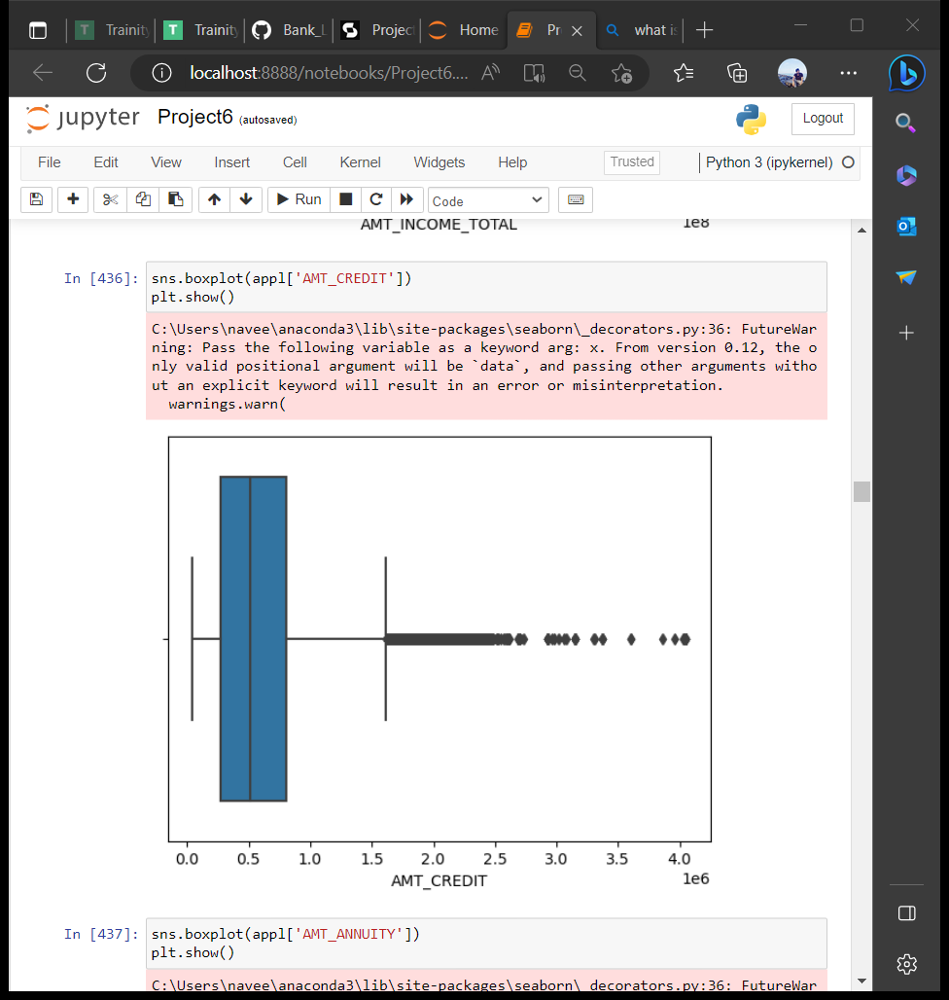 Trainity
Trainity
Bank_L
Project
Home
Pr
what is
localhost:8888/notebooks/Project6....
jupyter Project6 (autosaved)
Logout
File Edit View Insert Cell Kernel Widgets Help
Trusted
Python 3 (ipykernel)
Run
Code
AMT_INCOME_TOTAL
1e8
In [436]: sns.boxplot(appl['AMT_CREDIT'])
plt.show()
C:\Users\navee\anaconda3\lib\site-packages\seaborn\_decorators.py:36: FutureWar
ning: Pass the following variable as a keyword arg: x. From version 0.12, the o
nly valid positional argument will be `data`, and passing other arguments witho
ut an explicit keyword will result in an error or misinterpretation.
warnings.warn(
0.0 0.5 1.0 1.5 2.0 2.5 3.0 3.5 4.0
AMT_CREDIT
1e6
In [437]: sns.boxplot(appl['AMT_ANNUITY'])
plt.show()
C:\Users\navee\anaconda3\lib\site-packages\seaborn\_decorators.py:36: FutureWar